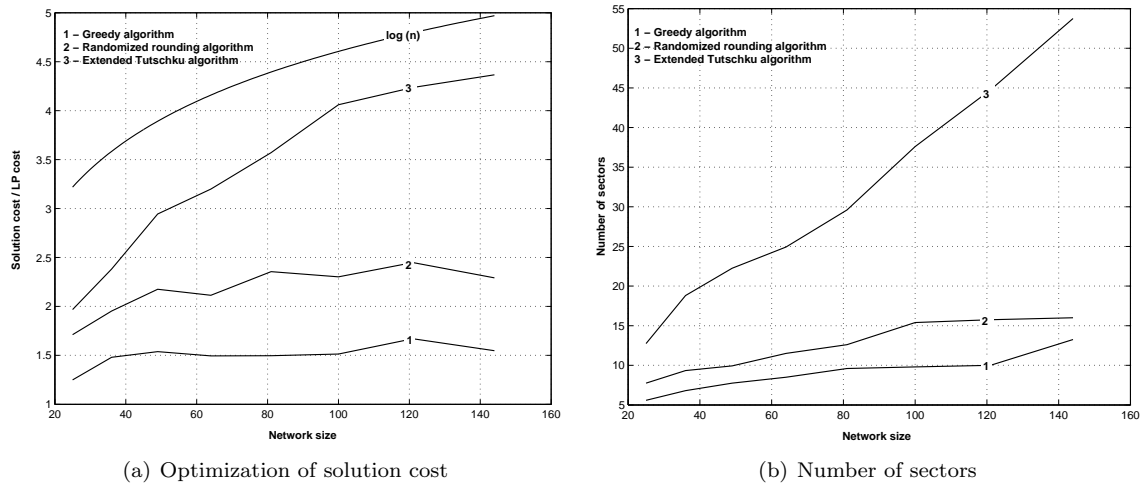 5
4.5
4
3.5
3
2.5
2
1.5
1
Solution cost / LP cost
1 – Greedy algorithm
2 – Randomized rounding algorithm
3 – Extended Tutschku algorithm
log (n)
3
2
1
20 40 60 80 100 120 140 160
Network size
(a) Optimization of solution cost
55
50
45
40
35
30
25
20
15
10
5
Number of sectors
1 – Greedy algorithm
2 – Randomized rounding algorithm
3 – Extended Tutschku algorithm
3
2
1
20 40 60 80 100 120 140 160
Network size
(b) Number of sectors